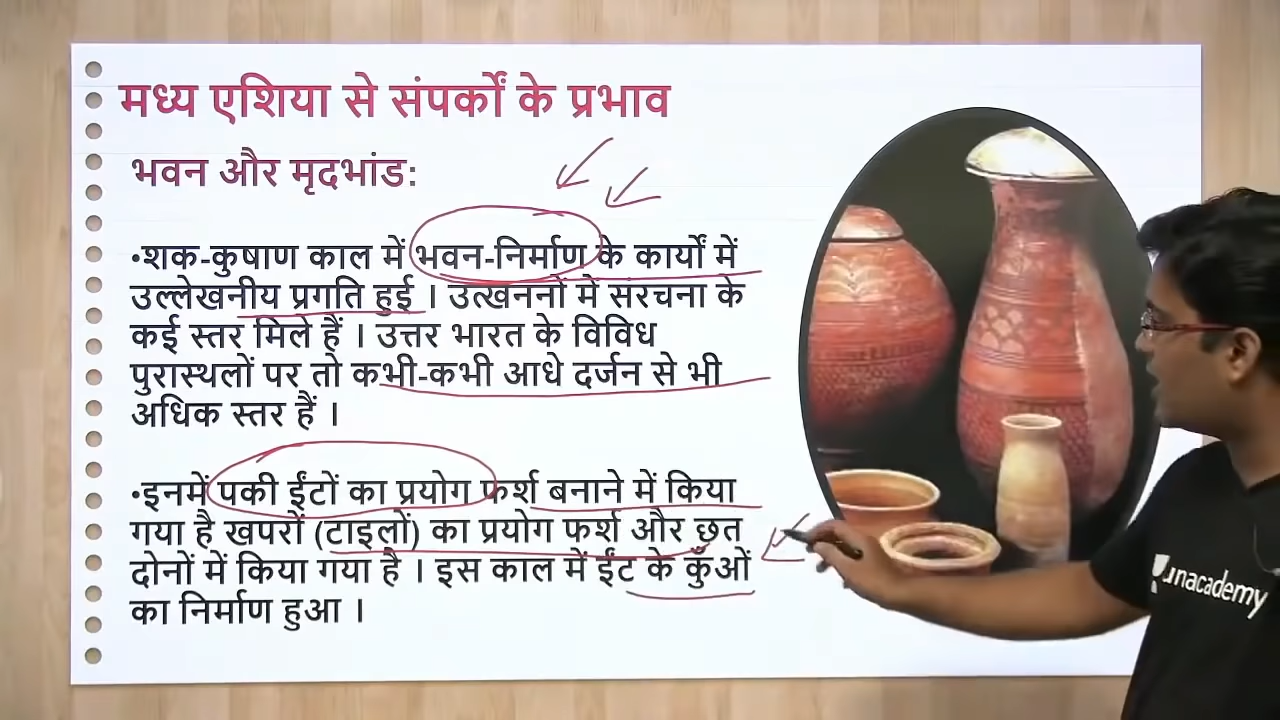 मध्य एशिया से संपर्कों के प्रभाव
भवन और मृदभांड:
•शक-कुषाण काल में भवन-निर्माण के कार्यों में
उल्लेखनीय प्रगति हुई । उत्खननों में संरचना के
कई स्तर मिले हैं । उत्तर भारत के विविध
पुरास्थलों पर तो कभी-कभी आधे दर्जन से भी
अधिक स्तर हैं ।
•इनमें पकी ईंटों का प्रयोग फर्श बनाने में किया
गया है खपरों (टाइलों) का प्रयोग फर्श और छत
दोनों में किया गया है । इस काल में ईंट के कुँओं
का निर्माण हुआ ।
unacademy